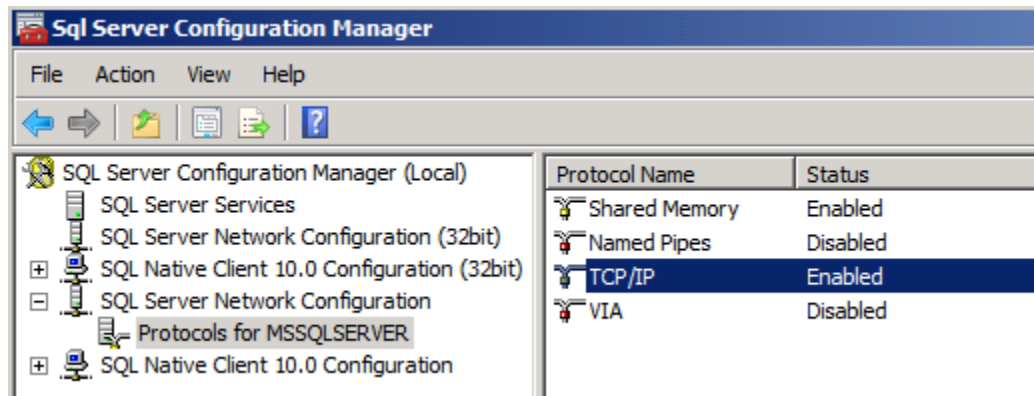 Sql Server Configuration Manager
File Action View Help
SQL Server Configuration Manager (Local)
SQL Server Services
SQL Server Network Configuration (32bit)
SQL Native Client 10.0 Configuration (32bit)
SQL Server Network Configuration
Protocols for MSSQLSERVER
SQL Native Client 10.0 Configuration
Protocol Name Status
Shared Memory Enabled
Named Pipes Disabled
TCP/IP Enabled
VIA Disabled